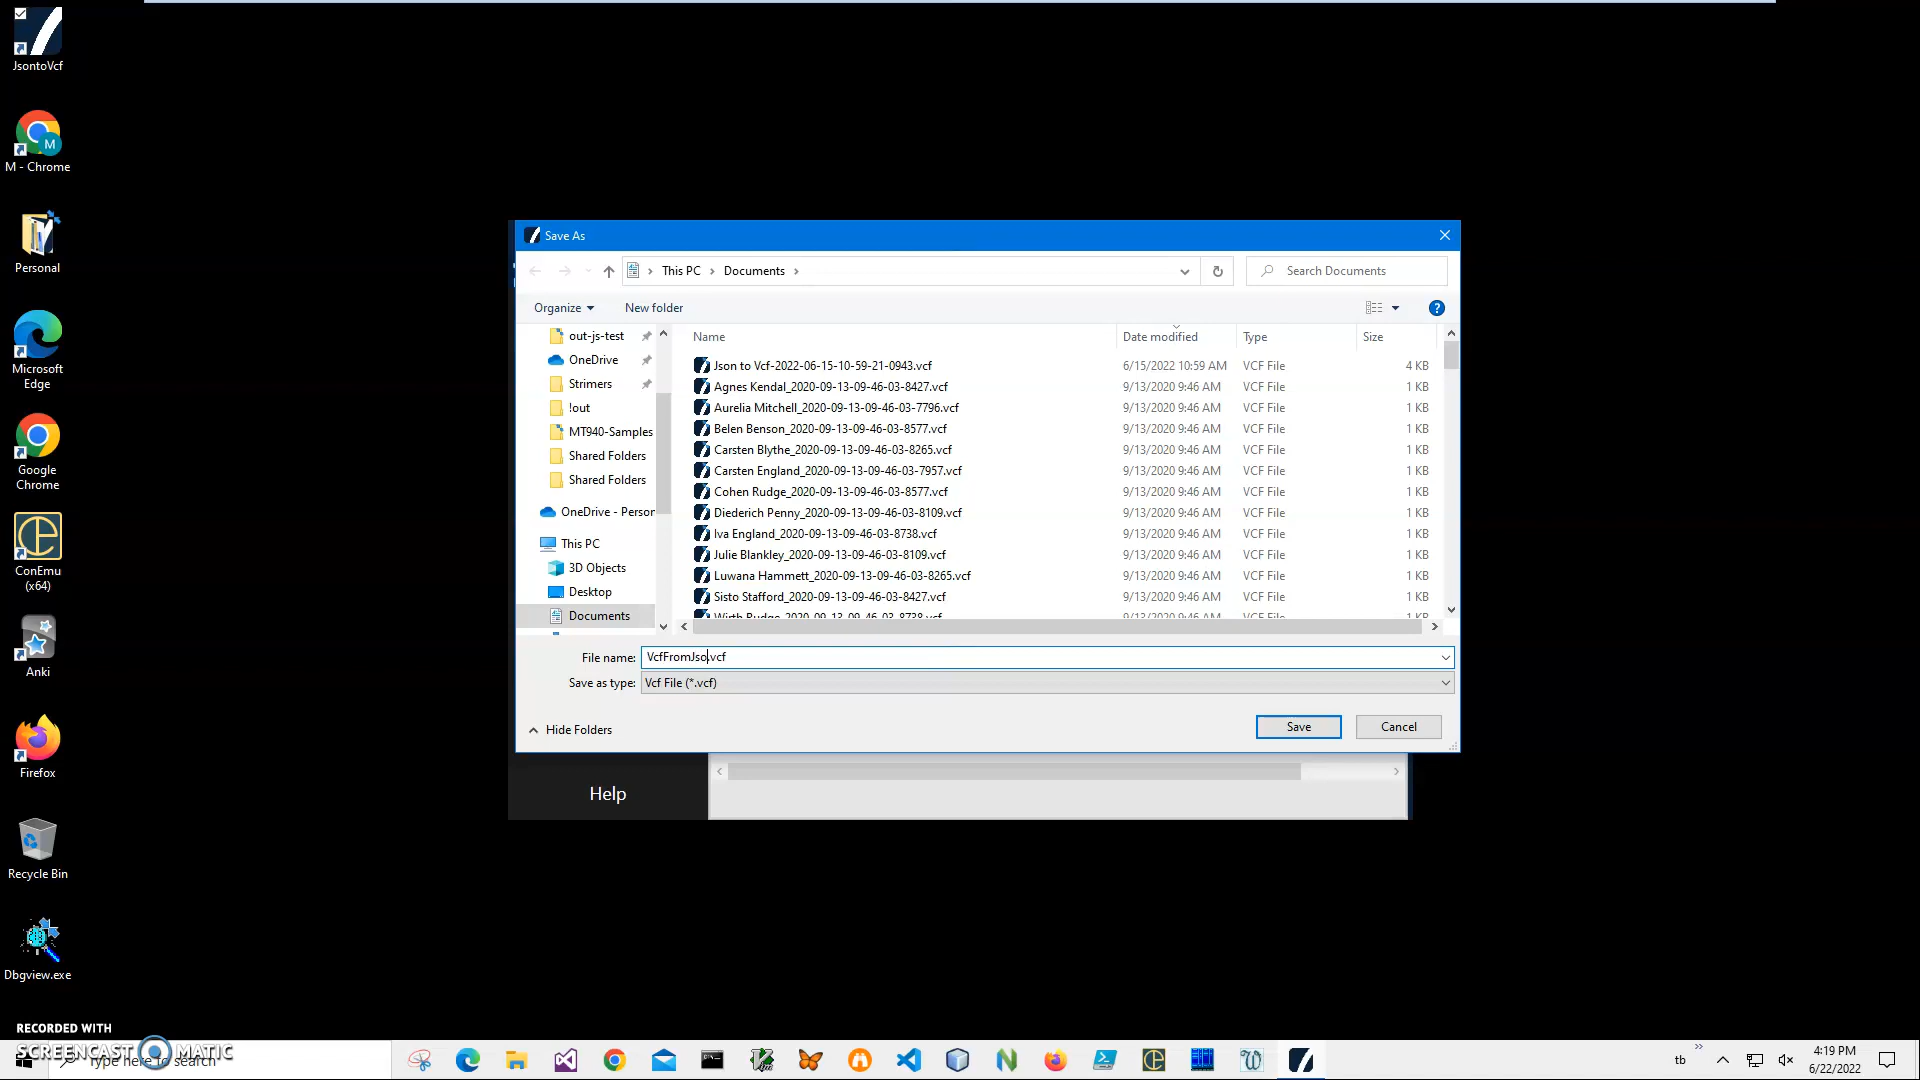 JsontoVcf
M - Chrome
Personal
Microsoft
Edge
Google
Chrome
ConEmu
(x64)
Anki
Firefox
Recycle Bin
Dbgview.exe
Save As
This PC
Documents
Search Documents
Organize
New folder
out-js-test
OneDrive
Strimers
!out
MT940-Samples
Shared Folders
Shared Folders
OneDrive - Person
This PC
3D Objects
Desktop
Documents
Name Date modified Type Size
Json to Vcf-2022-06-15-10-59-21-0943.vcf 6/15/2022 10:59 AM VCF File 4 KB
Agnes Kendal_2020-09-13-09-46-03-8427.vcf 9/13/2020 9:46 AM VCF File 1 KB
Aurelia Mitchell_2020-09-13-09-46-03-7796.vcf 9/13/2020 9:46 AM VCF File 1 KB
Belen Benson_2020-09-13-09-46-03-8577.vcf 9/13/2020 9:46 AM VCF File 1 KB
Carsten Blythe_2020-09-13-09-46-03-8265.vcf 9/13/2020 9:46 AM VCF File 1 KB
Carsten England_2020-09-13-09-46-03-7957.vcf 9/13/2020 9:46 AM VCF File 1 KB
Cohen Rudge_2020-09-13-09-46-03-8577.vcf 9/13/2020 9:46 AM VCF File 1 KB
Diederich Penny_2020-09-13-09-46-03-8109.vcf 9/13/2020 9:46 AM VCF File 1 KB
Iva England_2020-09-13-09-46-03-8738.vcf 9/13/2020 9:46 AM VCF File 1 KB
Julie Blankley_2020-09-13-09-46-03-8109.vcf 9/13/2020 9:46 AM VCF File 1 KB
Luwana Hammett_2020-09-13-09-46-03-8265.vcf 9/13/2020 9:46 AM VCF File 1 KB
Sisto Stafford_2020-09-13-09-46-03-8427.vcf 9/13/2020 9:46 AM VCF File 1 KB
Wirth Rudge_2020-09-13-09-46-03-8738.vcf 9/13/2020 9:46 AM VCF File 1 KB
File name: VcfFromJso.vcf
Save as type: Vcf File (*.vcf)
Hide Folders
Save
Cancel
Help
RECORDED WITH
SCREENCAST MATIC
Type here to search
tb
4:19 PM
6/22/2022